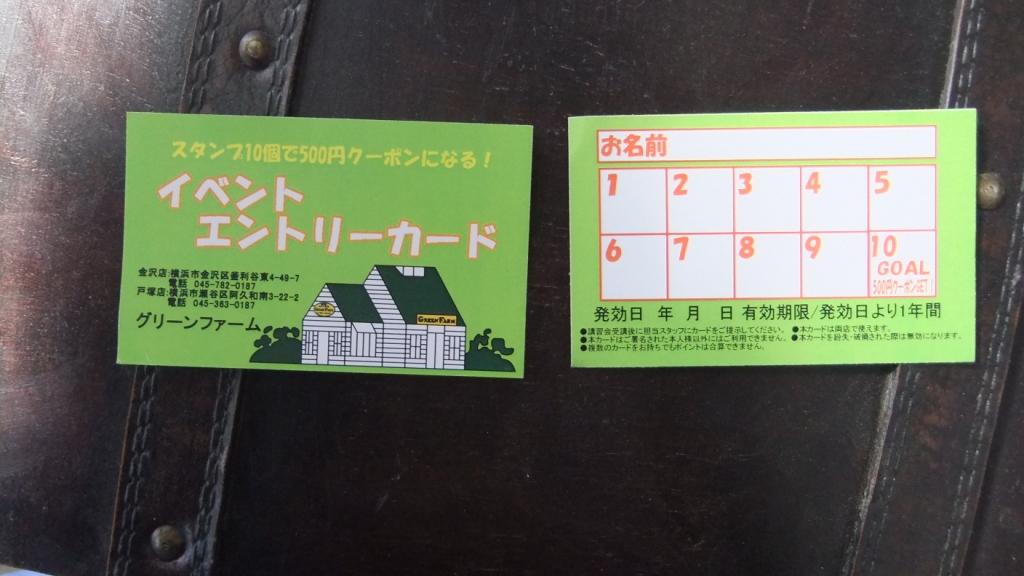 スタンプ10個で500円クーポンになる!
イベント
エントリーカード
金沢店:横浜市金沢区釜利谷東4-49-7
電話 045-782-0187
戸塚店:横浜市瀬谷区阿久和南3-22-2
電話 045-363-0187
グリーンファーム
GREEN FARM
お名前
1 2 3 4 5
6 7 8 9 10
GOAL
500円クーポンGET!
発効日 年 月 日 有効期限/発効日より1年間
●講習会受講後に担当スタッフにカードをご提示してください。 ●本カードは両店で使えます。
●本カードはご署名された本人様以外にはご利用できません。 ●本カードを紛失・破損された際は無効になります。
●複数のカードをお持ちでもポイントは合算できません。